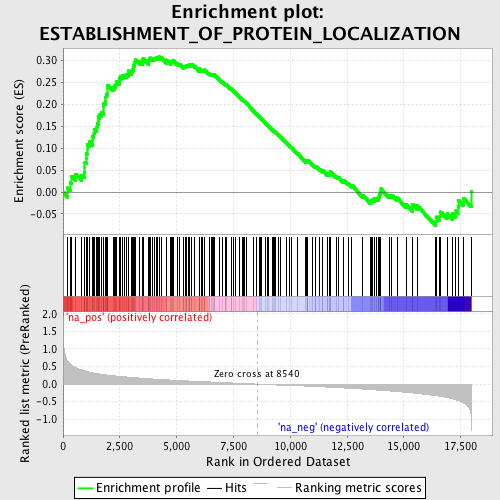 Enrichment plot:
ESTABLISHMENT_OF_PROTEIN_LOCALIZATION
Enrichment score (ES)
0.30
0.25
0.20
0.15
0.10
0.05
0.00
-0.05
Ranked list metric (PreRanked)
'na_pos' (positively correlated)
2.0
1.5
1.0
0.5
0.0
-0.5
-1.0
Zero cross at 8540
'na_neg' (negatively correlated)
0
2,500
5,000
7,500
10,000
12,500
15,000
17,500
Rank in Ordered Dataset
Enrichment profile
Hits
Ranking metric scores